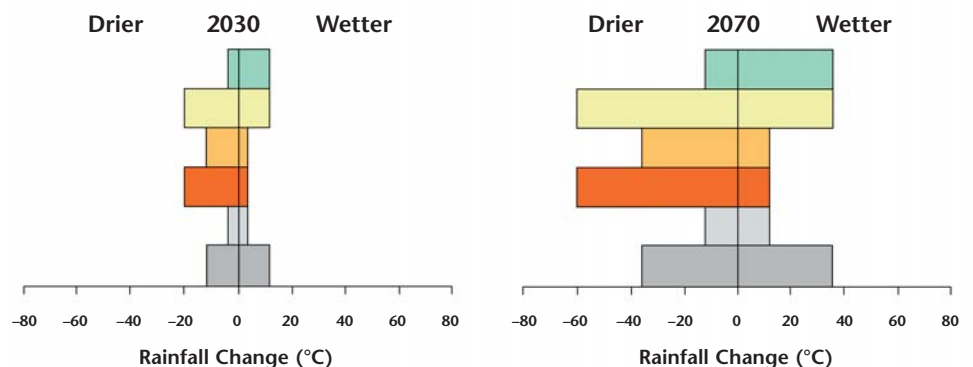 Drier 2030 Wetter
–80 –60 –40 –20 0 20 40 60 80
Rainfall Change (°C)
Drier 2070 Wetter
–80 –60 –40 –20 0 20 40 60 80
Rainfall Change (°C)